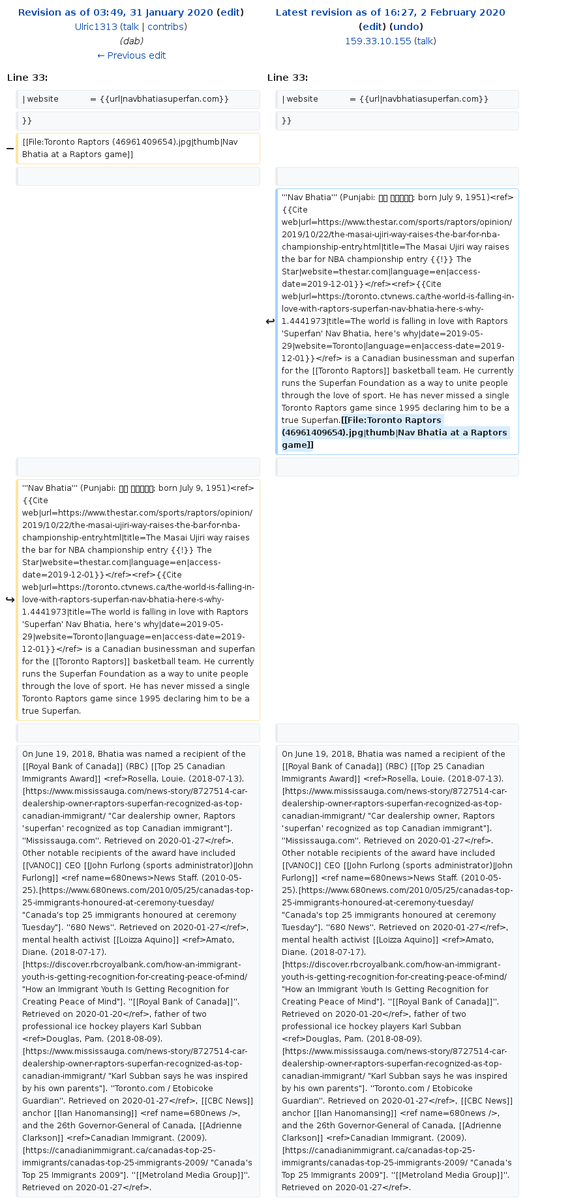 Revision as of 03:49, 31 January 2020 (edit)
Ulric1313 (talk | contribs)
(dab)
← Previous edit
Latest revision as of 16:27, 2 February 2020
(edit) (undo)
159.33.10.155 (talk)
Line 33:
Line 33:
| website = {{url|navbhatiasuperfan.com}}
| website = {{url|navbhatiasuperfan.com}}
}}
}}
− [[File:Toronto Raptors (46961409654).jpg|thumb|Nav
Bhatia at a Raptors game]]
'''Nav Bhatia''' (Punjabi: ; born July 9, 1951)<ref>
{{Cite
web|url=https://www.thestar.com/sports/raptors/opinion/
2019/10/22/the-masai-ujiri-way-raises-the-bar-for-nba-
championship-entry.html|title=The Masai Ujiri way raises
the bar for NBA championship entry {{!}} The
Star|website=thestar.com|language=en|access-
date=2019-12-01}}</ref><ref>{{Cite
web|url=https://toronto.ctvnews.ca/the-world-is-falling-in-
love-with-raptors-superfan-nav-bhatia-here-s-why-
1.4441973|title=The world is falling in love with Raptors
'Superfan' Nav Bhatia, here's why|date=2019-05-
29|website=Toronto|language=en|access-date=2019-
12-01}}</ref> is a Canadian businessman and superfan
for the [[Toronto Raptors]] basketball team. He currently
runs the Superfan Foundation as a way to unite people
through the love of sport. He has never missed a single
Toronto Raptors game since 1995 declaring him to be a
true Superfan.[[File:Toronto Raptors
(46961409654).jpg|thumb|Nav Bhatia at a Raptors
game]]
'''Nav Bhatia''' (Punjabi: ; born July 9, 1951)<ref>
{{Cite
web|url=https://www.thestar.com/sports/raptors/opinion/
2019/10/22/the-masai-ujiri-way-raises-the-bar-for-nba-
championship-entry.html|title=The Masai Ujiri way raises
the bar for NBA championship entry {{!}} The
Star|website=thestar.com|language=en|access-
date=2019-12-01}}</ref><ref>{{Cite
web|url=https://toronto.ctvnews.ca/the-world-is-falling-in-
love-with-raptors-superfan-nav-bhatia-here-s-why-
1.4441973|title=The world is falling in love with Raptors
'Superfan' Nav Bhatia, here's why|date=2019-05-
29|website=Toronto|language=en|access-date=2019-
12-01}}</ref> is a Canadian businessman and superfan
for the [[Toronto Raptors]] basketball team. He currently
runs the Superfan Foundation as a way to unite people
through the love of sport. He has never missed a single
Toronto Raptors game since 1995 declaring him to be a
true Superfan.
On June 19, 2018, Bhatia was named a recipient of the
[[Royal Bank of Canada]] (RBC) [[Top 25 Canadian
Immigrants Award]] <ref>Rosella, Louie. (2018-07-13).
[https://www.mississauga.com/news-story/8727514-car-
dealership-owner-raptors-superfan-recognized-as-top-
canadian-immigrant/ "Car dealership owner, Raptors
'superfan' recognized as top Canadian immigrant"].
''Mississauga.com''. Retrieved on 2020-01-27</ref>.
Other notable recipients of the award have included
[[VANOC]] CEO [[John Furlong (sports administrator)|John
Furlong]] <ref name=680news>News Staff. (2010-05-
25).[https://www.680news.com/2010/05/25/canadas-top-
25-immigrants-honoured-at-ceremony-tuesday/
"Canada's top 25 immigrants honoured at ceremony
Tuesday"]. ''680 News''. Retrieved on 2020-01-27</ref>,
mental health activist [[Loizza Aquino]] <ref>Amato,
Diane. (2018-07-17).
[https://discover.rbcroyalbank.com/how-an-immigrant-
youth-is-getting-recognition-for-creating-peace-of-mind/
"How an Immigrant Youth Is Getting Recognition for
Creating Peace of Mind"]. ''[[Royal Bank of Canada]]''.
Retrieved on 2020-01-20</ref>, father of two
professional ice hockey players Karl Subban
<ref>Douglas, Pam. (2018-08-09).
[https://www.mississauga.com/news-story/8727514-car-
dealership-owner-raptors-superfan-recognized-as-top-
canadian-immigrant/ "Karl Subban says he was inspired
by his own parents"]. ''Toronto.com / Etobicoke
Guardian''. Retrieved on 2020-01-27</ref>, [[CBC News]]
anchor [[Ian Hanomansing]] <ref name=680news />,
and the 26th Governor-General of Canada, [[Adrienne
Clarkson]] <ref>Canadian Immigrant. (2009).
[https://canadianimmigrant.ca/canadas-top-25-
immigrants/canadas-top-25-immigrants-2009/ "Canada's
Top 25 Immigrants 2009"]. ''[[Metroland Media Group]]''.
Retrieved on 2020-01-27</ref>.
On June 19, 2018, Bhatia was named a recipient of the
[[Royal Bank of Canada]] (RBC) [[Top 25 Canadian
Immigrants Award]] <ref>Rosella, Louie. (2018-07-13).
[https://www.mississauga.com/news-story/8727514-car-
dealership-owner-raptors-superfan-recognized-as-top-
canadian-immigrant/ "Car dealership owner, Raptors
'superfan' recognized as top Canadian immigrant"].
''Mississauga.com''. Retrieved on 2020-01-27</ref>.
Other notable recipients of the award have included
[[VANOC]] CEO [[John Furlong (sports administrator)|John
Furlong]] <ref name=680news>News Staff. (2010-05-
25).[https://www.680news.com/2010/05/25/canadas-top-
25-immigrants-honoured-at-ceremony-tuesday/
"Canada's top 25 immigrants honoured at ceremony
Tuesday"]. ''680 News''. Retrieved on 2020-01-27</ref>,
mental health activist [[Loizza Aquino]] <ref>Amato,
Diane. (2018-07-17).
[https://discover.rbcroyalbank.com/how-an-immigrant-
youth-is-getting-recognition-for-creating-peace-of-mind/
"How an Immigrant Youth Is Getting Recognition for
Creating Peace of Mind"]. ''[[Royal Bank of Canada]]''.
Retrieved on 2020-01-20</ref>, father of two
professional ice hockey players Karl Subban
<ref>Douglas, Pam. (2018-08-09).
[https://www.mississauga.com/news-story/8727514-car-
dealership-owner-raptors-superfan-recognized-as-top-
canadian-immigrant/ "Karl Subban says he was inspired
by his own parents"]. ''Toronto.com / Etobicoke
Guardian''. Retrieved on 2020-01-27</ref>, [[CBC News]]
anchor [[Ian Hanomansing]] <ref name=680news />,
and the 26th Governor-General of Canada, [[Adrienne
Clarkson]] <ref>Canadian Immigrant. (2009).
[https://canadianimmigrant.ca/canadas-top-25-
immigrants/canadas-top-25-immigrants-2009/ "Canada's
Top 25 Immigrants 2009"]. ''[[Metroland Media Group]]''.
Retrieved on 2020-01-27</ref>.